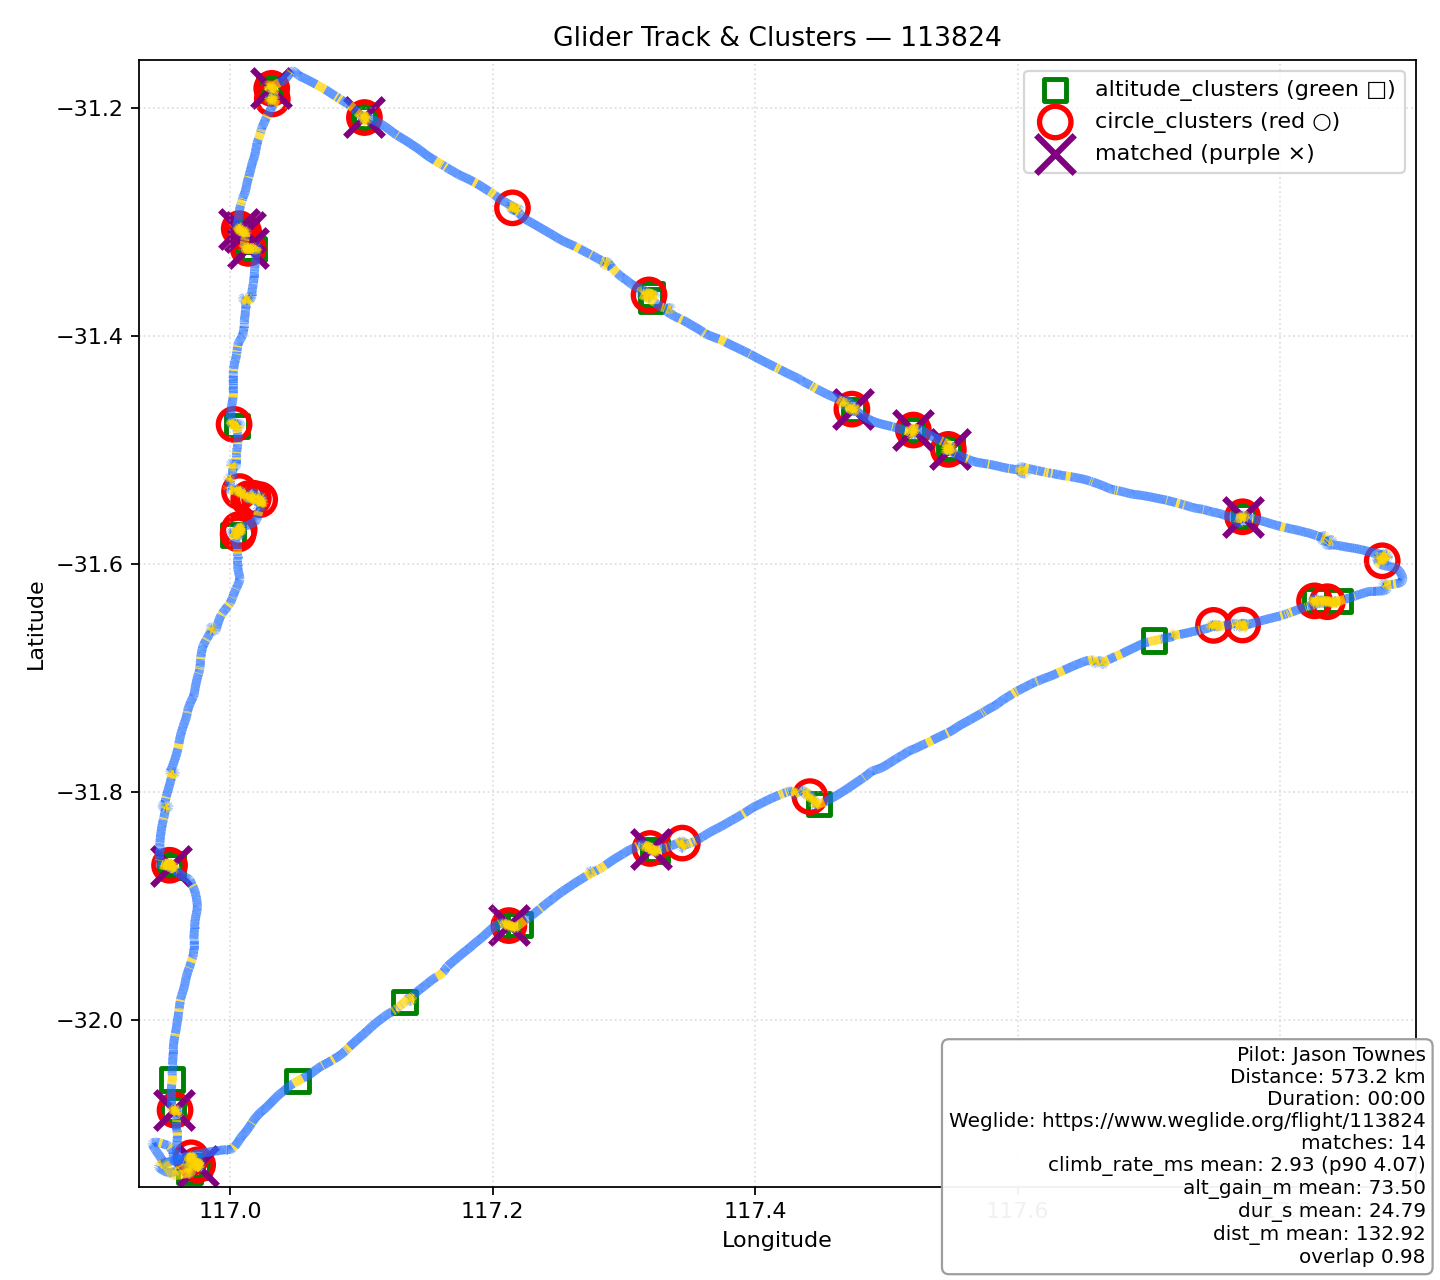 Glider Track & Clusters — 113824
altitude_clusters (green □)
circle_clusters (red ○)
matched (purple ×)
Latitude
−31.2
−31.4
−31.6
−31.8
−32.0
117.0
117.2
117.4
117.6
Longitude
Pilot: Jason Townes
Distance: 573.2 km
Duration: 00:00
Weglide: https://www.weglide.org/flight/113824
matches: 14
climb_rate_ms mean: 2.93 (p90 4.07)
alt_gain_m mean: 73.50
dur_s mean: 24.79
dist_m mean: 132.92
overlap 0.98